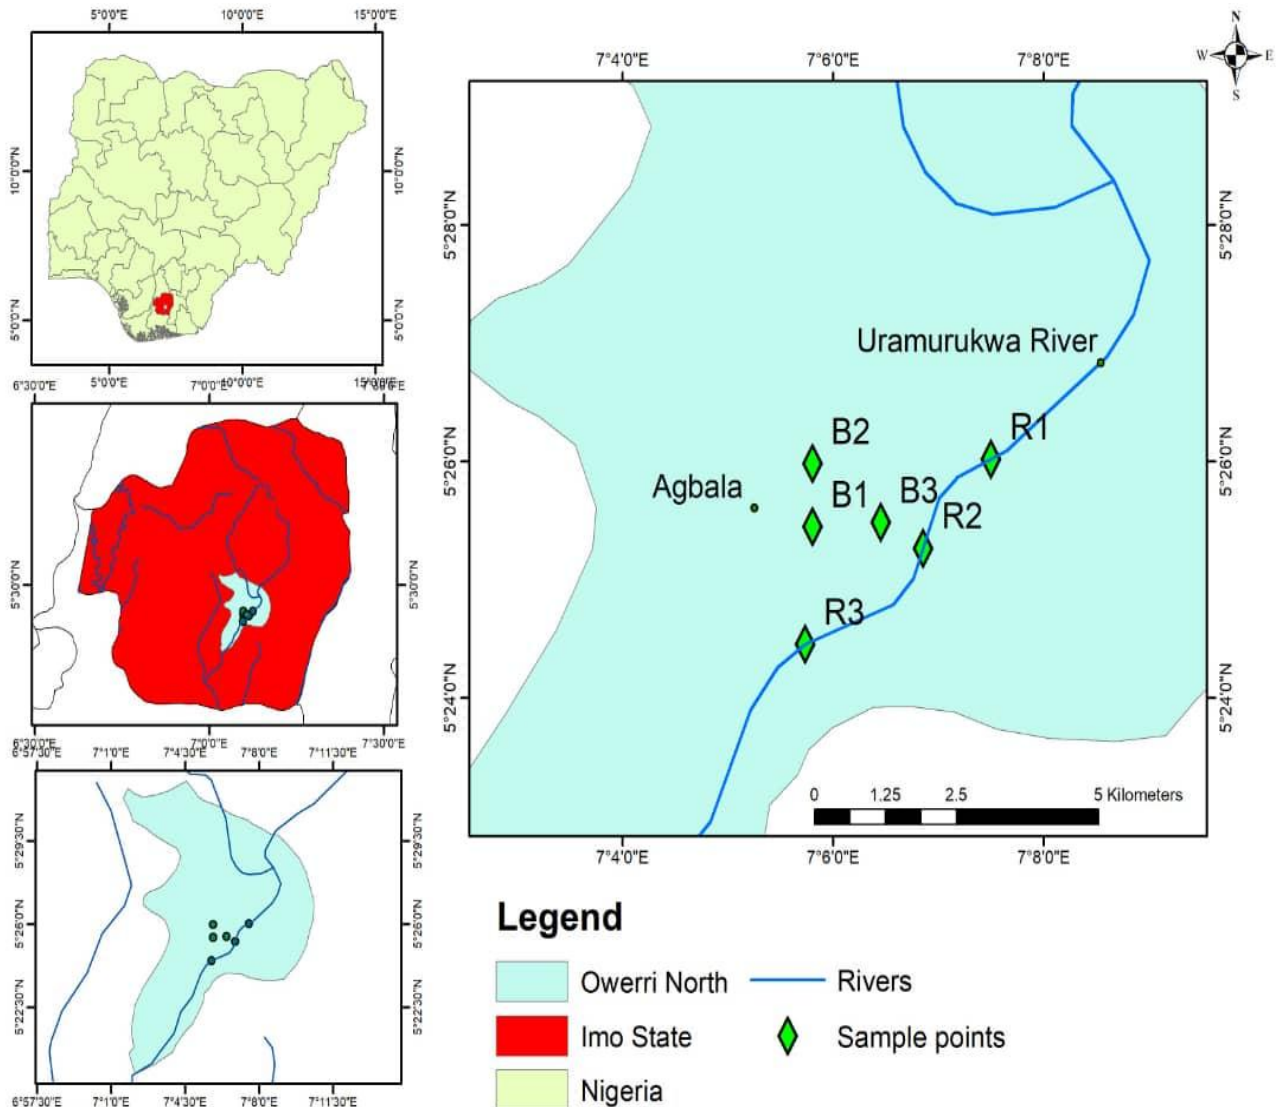 5°0'0"E 10°0'0"E 15°0'0"E
10°0'0"N 10°0'0"N
5°0'0"N 5°0'0"N
5°0'0"E 10°0'0"E
6°30'0"E 7°0'0"E
5°30'0"N 5°30'0"N
6°30'0"E 7°0'0"E 7°30'0"E
6°57'30"E 7°1'0"E 7°4'30"E 7°8'0"E 7°11'30"E
5°29'30"N 5°29'30"N
5°26'0"N 5°26'0"N
5°22'30"N 5°22'30"N
6°57'30"E 7°1'0"E 7°4'30"E 7°8'0"E 7°11'30"E
N
W E
S
7°4'0"E 7°6'0"E 7°8'0"E
5°28'0"N 5°28'0"N
Uramurukwa River
R1
B2
5°26'0"N 5°26'0"N
Agbala
B1
B3
R2
R3
5°24'0"N 5°24'0"N
0 1.25 2.5 5 Kilometers
7°4'0"E 7°6'0"E 7°8'0"E
Legend
Owerri North
Rivers
Imo State
Sample points
Nigeria